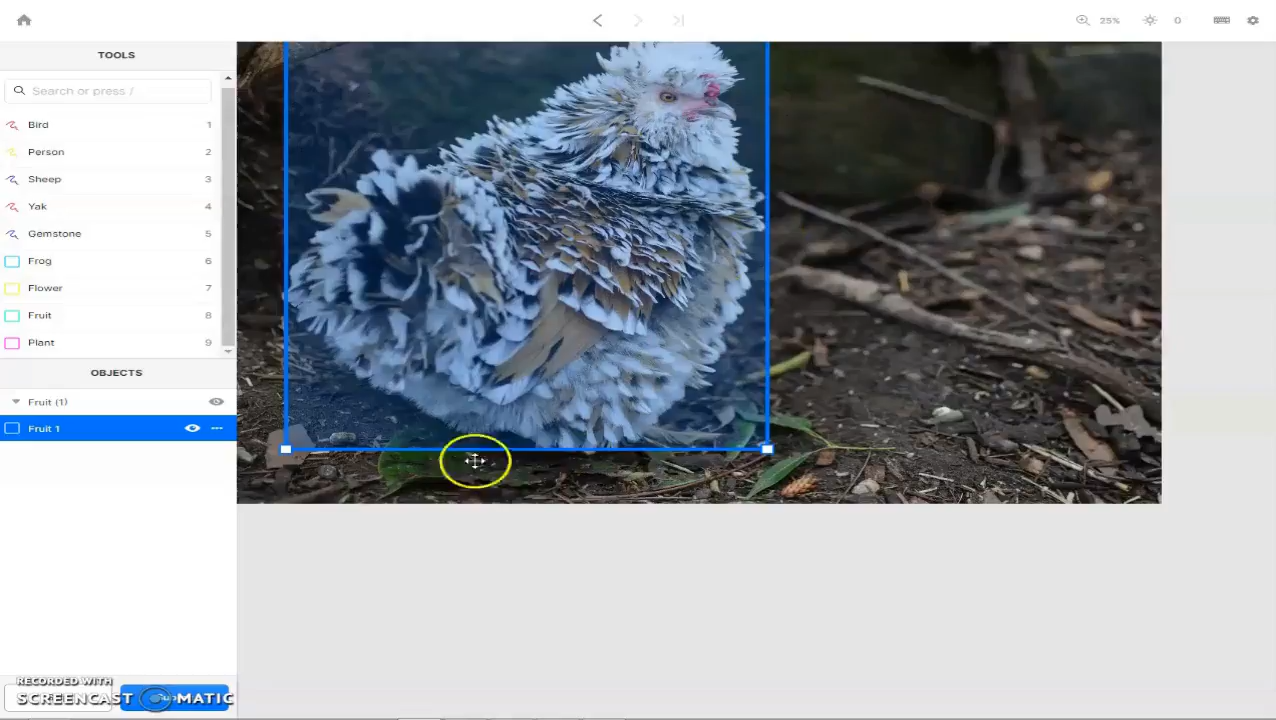 25%
0
TOOLS
Search or press /
Bird 1
Person 2
Sheep 3
Yak 4
Gemstone 5
Frog 6
Flower 7
Fruit 8
Plant 9
OBJECTS
Fruit (1)
Fruit 1
RECORDED WITH
SCREENCAST MATIC